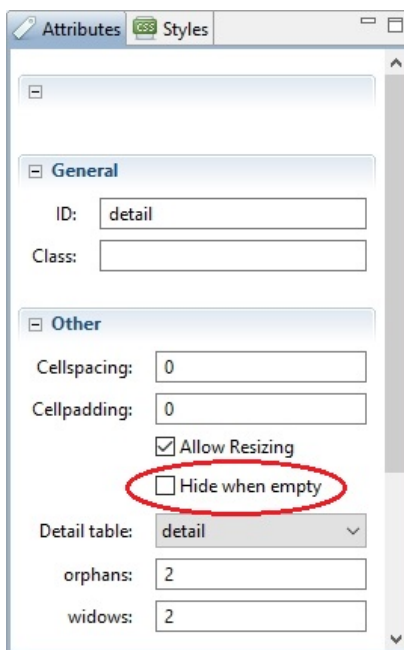 Attributes CSS Styles
General
ID: detail
Class:
Other
Cellspacing: 0
Cellpadding: 0
Allow Resizing
Hide when empty
Detail table: detail
orphans: 2
widows: 2